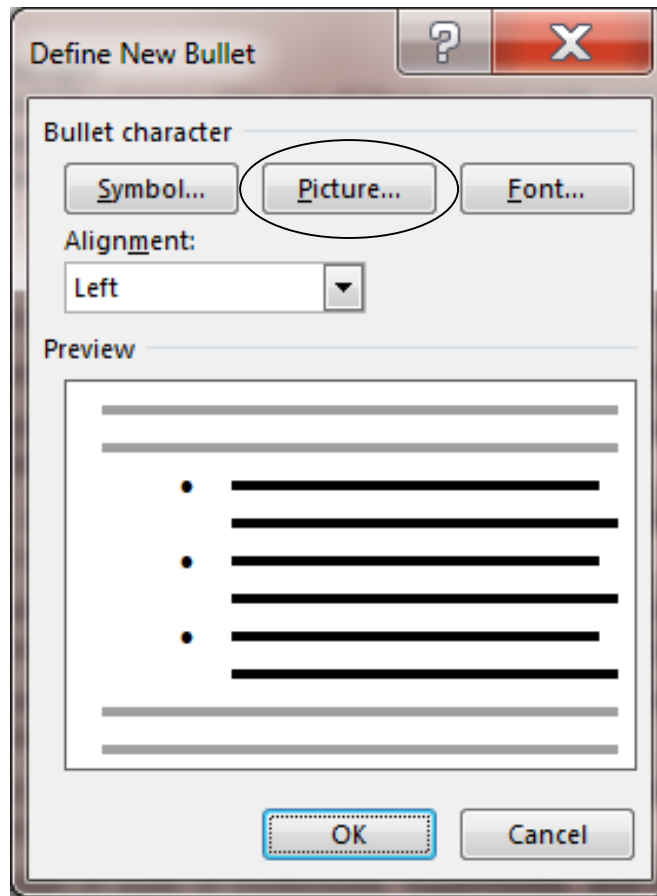 Define New Bullet
Bullet character
Symbol... Picture... Font...
Alignment:
Left
Preview
OK Cancel